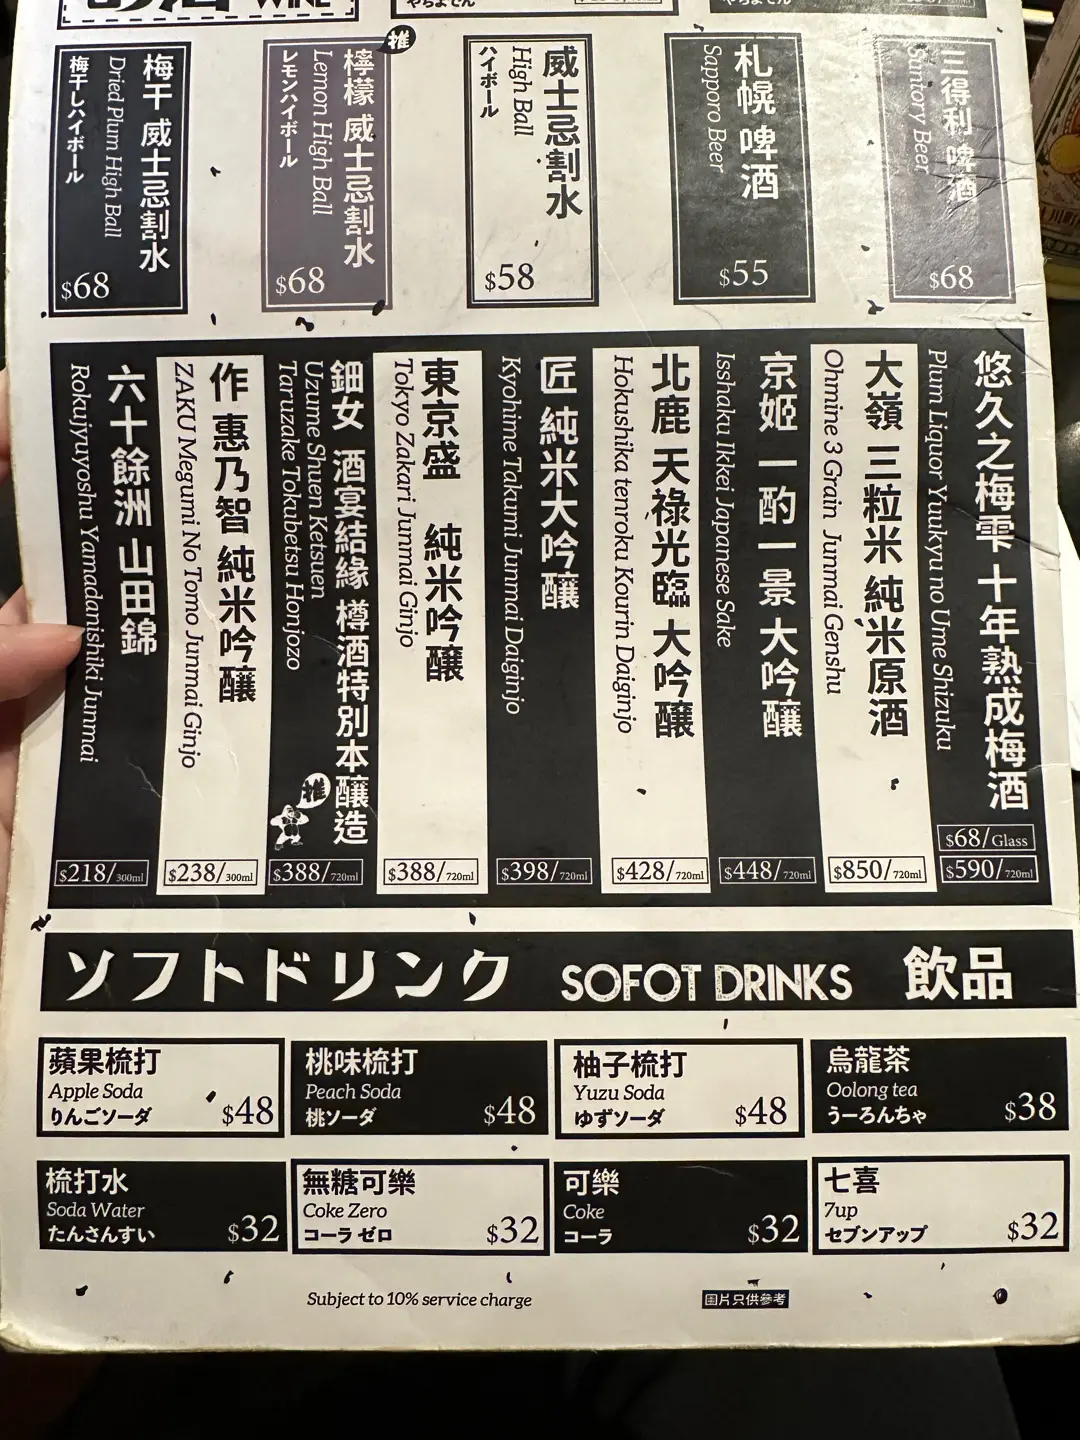 WINE
三得利 啤酒
Suntory Beer
$68
札幌 啤酒
Sapporo Beer
$55
威士忌割水
High Ball
ハイボール
$58
推
檸檬 威士忌割水
Lemon High Ball
レモンハイボール
$68
梅干 威士忌割水
Dried Plum High Ball
梅干しハイボール
$68
悠久之梅雫 十年熟成梅酒
Plum Liquor Yuukyu no Ume Shizuku
$68/Glass
$590/720ml
大嶺 三粒米 純米原酒
Ohmine 3 Grain Junmai Genshu
$850/720ml
京姬 一酌一景 大吟釀
Isshaku Ikkei Japanese Sake
$448/720ml
北鹿 天祿光臨 大吟釀
Hokushika tenroku Kourin Daiginjo
$428/720ml
匠 純米大吟釀
Kyohime Takumi Junmai Daiginjo
$398/720ml
東京盛 純米吟釀
Tokyo Zakari Junmai Ginjo
$388/720ml
鈿女 酒宴結緣 樽酒特別本釀造
Uzume Shuen Ketsuen
Taruzake Tokubetsu Honjozo
推
$388/720ml
作 惠乃智 純米吟釀
ZAKU Megumi No Tomo Junmai Ginjo
$238/300ml
六十餘洲 山田錦
Rokujyuyoshu Yamadanishiki Junmai
$218/300ml
ソフトドリンク SOFOT DRINKS 飲品
蘋果梳打
Apple Soda
りんごソーダ
$48
桃味梳打
Peach Soda
桃ソーダ
$48
柚子梳打
Yuzu Soda
ゆずソーダ
$48
烏龍茶
Oolong tea
うーろんちゃ
$38
梳打水
Soda Water
たんさんすい
$32
無糖可樂
Coke Zero
コーラ ゼロ
$32
可樂
Coke
コーラ
$32
七喜
7up
セブンアップ
$32
Subject to 10% service charge
圖片只供參考